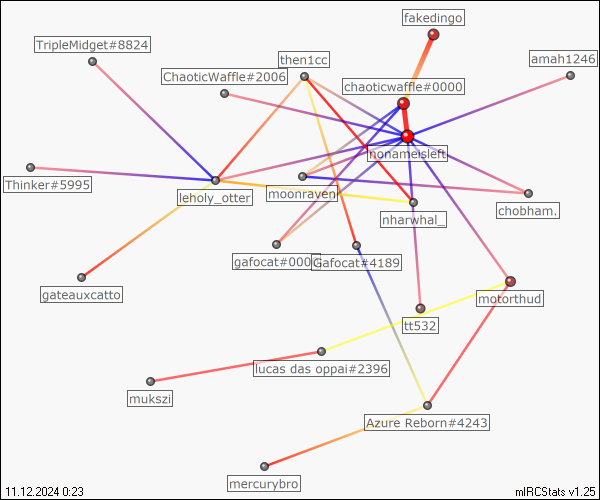 fakedingo
TripleMidget#8824
then1cc
amah1246
ChaoticWaffle#2006
chaoticwaffle#0000
nonameisleft
Thinker#5995
leholy_otter
moonraven
nharwhal_
chobham.
gafocat#000
Gafocat#4189
gateauxcatto
motorthud
tt532
lucas das oppai#2396
mukszi
Azure Reborn#4243
mercurybro
11.12.2024 0:23
mIRCStats v1.25